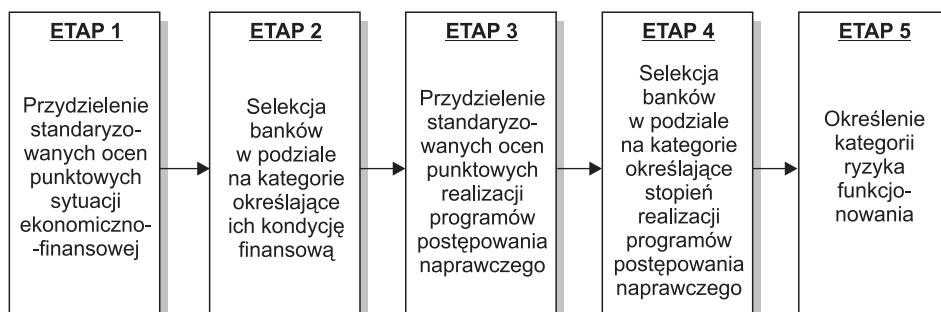 ETAP 1
Przydzielenie
standaryzo-
wanych ocen
punktowych
sytuacji
ekonomiczno-
-finansowej
ETAP 2
Selekcja
banków
w podziale
na kategorie
określające
ich kondycję
finansową
ETAP 3
Przydzielenie
standaryzo-
wanych ocen
punktowych
realizacji
programów
postępowania
naprawczego
ETAP 4
Selekcja
banków
w podziale
na kategorie
określające
stopień
realizacji
programów
postępowania
naprawczego
ETAP 5
Określenie
kategorii
ryzyka
funkcjo-
nowania